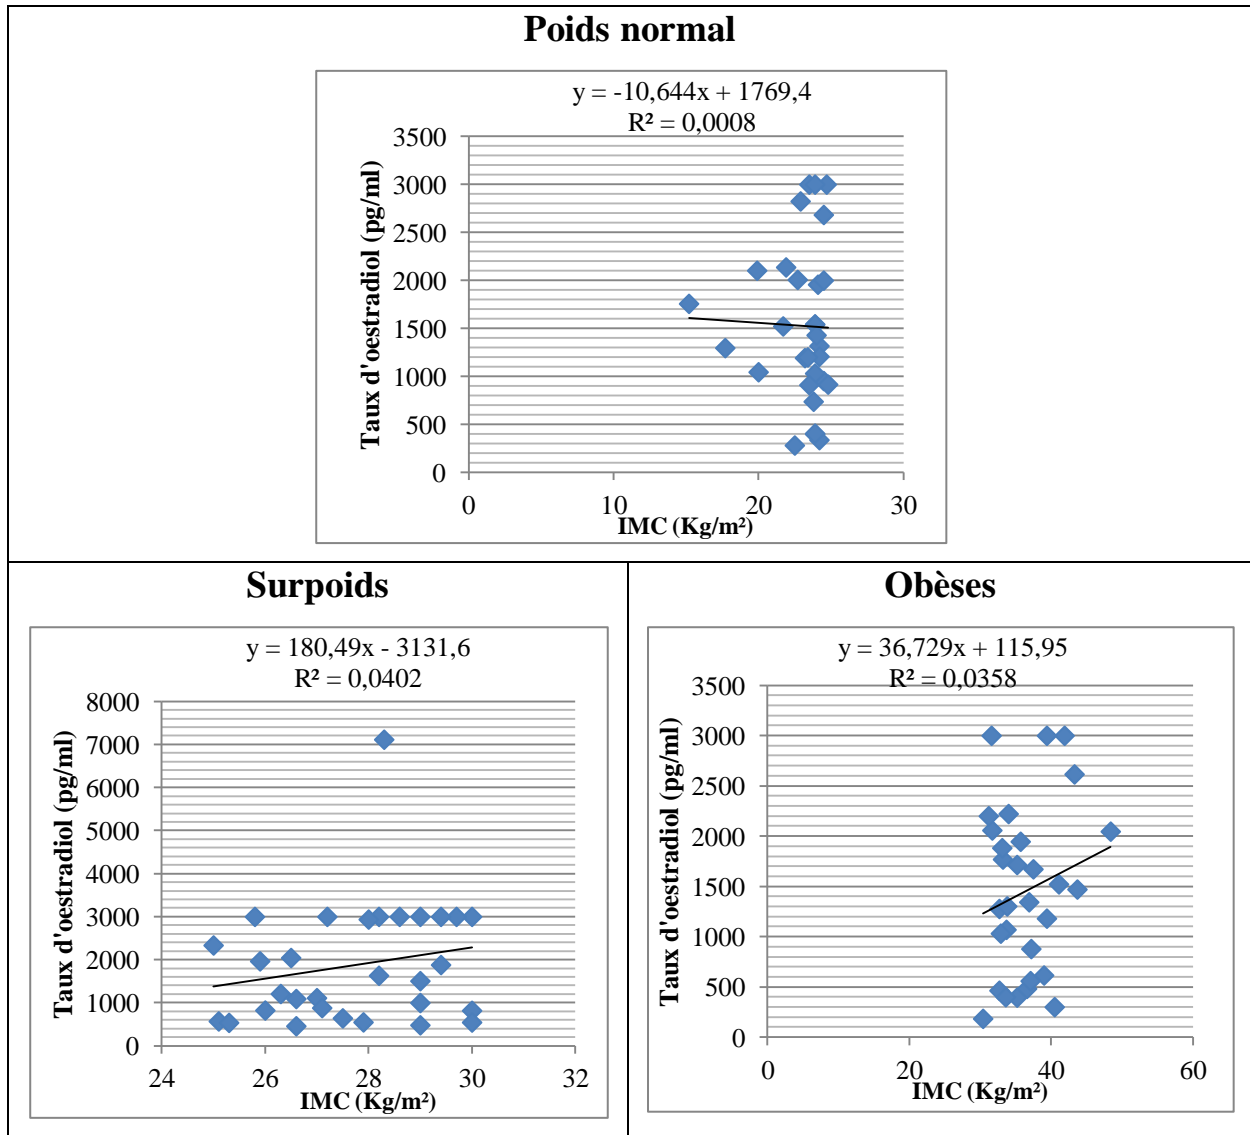 Poids normal
y = -10,644x + 1769,4
R² = 0,0008
Taux d'oestradiol (pg/ml)
3500
3000
2500
2000
1500
1000
500
0
0 10 20 30
IMC (Kg/m²)
Surpoids
y = 180,49x - 3131,6
R² = 0,0402
Taux d'oestradiol (pg/ml)
8000
7000
6000
5000
4000
3000
2000
1000
0
24 26 28 30 32
IMC (Kg/m²)
Obèses
y = 36,729x + 115,95
R² = 0,0358
Taux d'oestradiol (pg/ml)
3500
3000
2500
2000
1500
1000
500
0
0 20 40 60
IMC (Kg/m²)